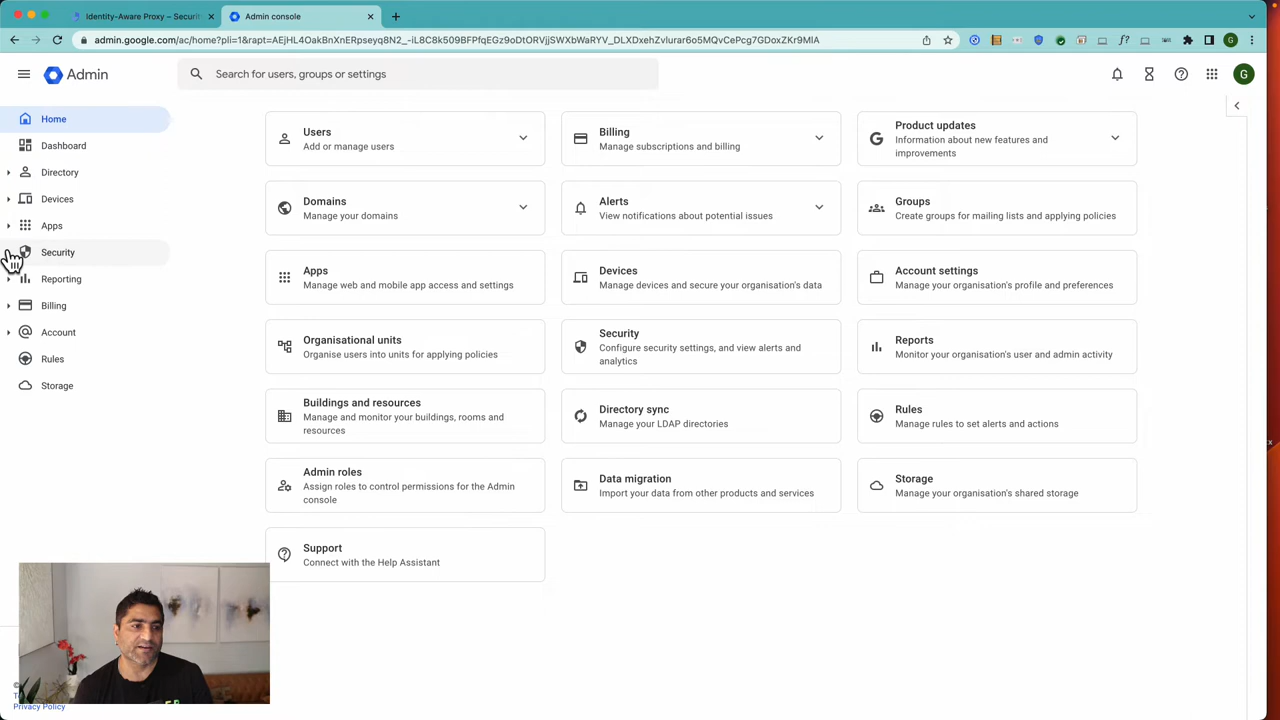 Identity-Aware Proxy – Securit
Admin console
admin.google.com/ac/home?pli=1&rapt=AEjHL4OakBnXnERpseyq8N2_-iL8C8k509BFPfqEGz9oDtORVjjSWXbWaRYV_DLXDxehZvlurar6o5MQvCePcg7GDoxZKr9MlA
Admin
Search for users, groups or settings
G
Home
Dashboard
Directory
Devices
Apps
Security
Reporting
Billing
Account
Rules
Storage
Users
Add or manage users
Billing
Manage subscriptions and billing
Product updates
Information about new features and
improvements
Domains
Manage your domains
Alerts
View notifications about potential issues
Groups
Create groups for mailing lists and applying policies
Apps
Manage web and mobile app access and settings
Devices
Manage devices and secure your organisation's data
Account settings
Manage your organisation's profile and preferences
Organisational units
Organise users into units for applying policies
Security
Configure security settings, and view alerts and
analytics
Reports
Monitor your organisation's user and admin activity
Buildings and resources
Manage and monitor your buildings, rooms and
resources
Directory sync
Manage your LDAP directories
Rules
Manage rules to set alerts and actions
Admin roles
Assign roles to control permissions for the Admin
console
Data migration
Import your data from other products and services
Storage
Manage your organisation's shared storage
Support
Connect with the Help Assistant
Privacy Policy